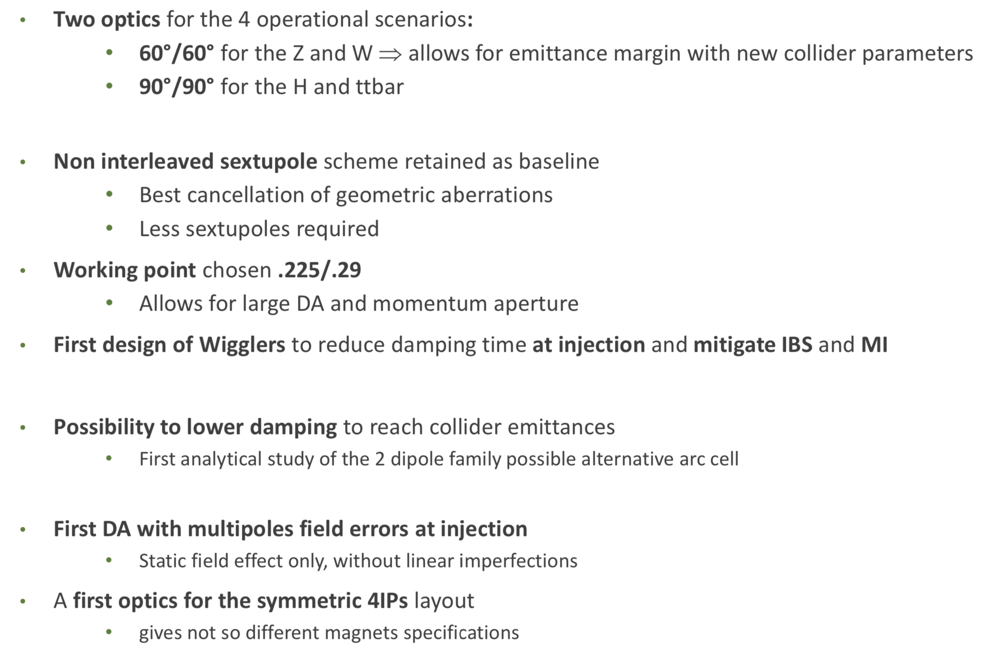 • Two optics for the 4 operational scenarios:
• 60°/60° for the Z and W ⟹ allows for emittance margin with new collider parameters
• 90°/90° for the H and ttbar
• Non interleaved sextupole scheme retained as baseline
• Best cancellation of geometric aberrations
• Less sextupoles required
• Working point chosen .225/.29
• Allows for large DA and momentum aperture
• First design of Wigglers to reduce damping time at injection and mitigate IBS and MI
• Possibility to lower damping to reach collider emittances
• First analytical study of the 2 dipole family possible alternative arc cell
• First DA with multipoles field errors at injection
• Static field effect only, without linear imperfections
• A first optics for the symmetric 4IPs layout
• gives not so different magnets specifications